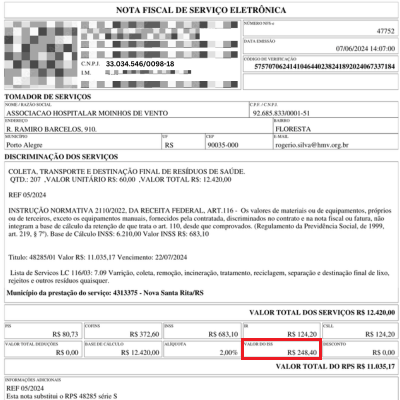 NOTA FISCAL DE SERVIÇO ELETRÔNICA
NÚMERO NFS-e
47752
DATA EMISSÃO
07/06/2024 14:07:00
CÓDIGO DE VERIFICAÇÃO
C.N.P.J. 33.034.546/0098-18
I.M.
TOMADOR DE SERVIÇOS
NOME / RAZÃO SOCIAL
C.P.F. / C.N.P.J.
ASSOCIACAO HOSPITALAR MOINHOS DE VENTO
92.685.833/0001-51
ENDEREÇO
BAIRRO
R. RAMIRO BARCELOS, 910.
FLORESTA
MUNICÍPIO
UF
CEP
E-MAIL
Porto Alegre
RS
90035-000
rogerio.silva@hmv.org.br
DISCRIMINAÇÃO DOS SERVIÇOS
COLETA, TRANSPORTE E DESTINAÇÃO FINAL DE RESÍDUOS DE SAÚDE.
QTD.: 207 ,VALOR UNITÁRIO R$: 60,00 ,VALOR TOTAL R$: 12.420,00
REF 05/2024
INSTRUÇÃO NORMATIVA 2110/2022, DA RECEITA FEDERAL, ART.116 - Os valores de materiais ou de equipamentos, próprios
ou de terceiros, exceto os equipamentos manuais, fornecidos pela contratada, discriminados no contrato e na nota fiscal ou fatura, não
integram a base de cálculo da retenção de que trata o art. 110, desde que comprovados. (Regulamento da Previdência Social, de 1999,
art. 219, § 7º). Base de Cálculo INSS: 6.210,00 Valor INSS R$: 683,10
Titulo: 48285/01 Valor R$: 11.035,17 Vencimento: 22/07/2024
Lista de Servicos LC 116/03: 7.09 Varrição, coleta, remoção, incineração, tratamento, reciclagem, separação e destinação final de lixo,
rejeitos e outros resíduos quaisquer.
Município da prestação do serviço: 4313375 - Nova Santa Rita/RS
VALOR TOTAL DOS SERVIÇOS R$ 12.420,00
PIS
COFINS
INSS
IR
CSLL
R$ 80,73
R$ 372,60
R$ 683,10
R$ 124,20
R$ 124,20
VALOR TOTAL DEDUÇÕES
BASE DE CÁLCULO
ALÍQUOTA
VALOR DO ISS
DESCONTO
R$ 0,00
R$ 12.420,00
2,00%
R$ 248,40
R$ 0,00
VALOR TOTAL DO RPS R$ 11.035,17
INFORMAÇÕES ADICIONAIS
REF 05/2024
Esta nota substitui o RPS 48285 série S